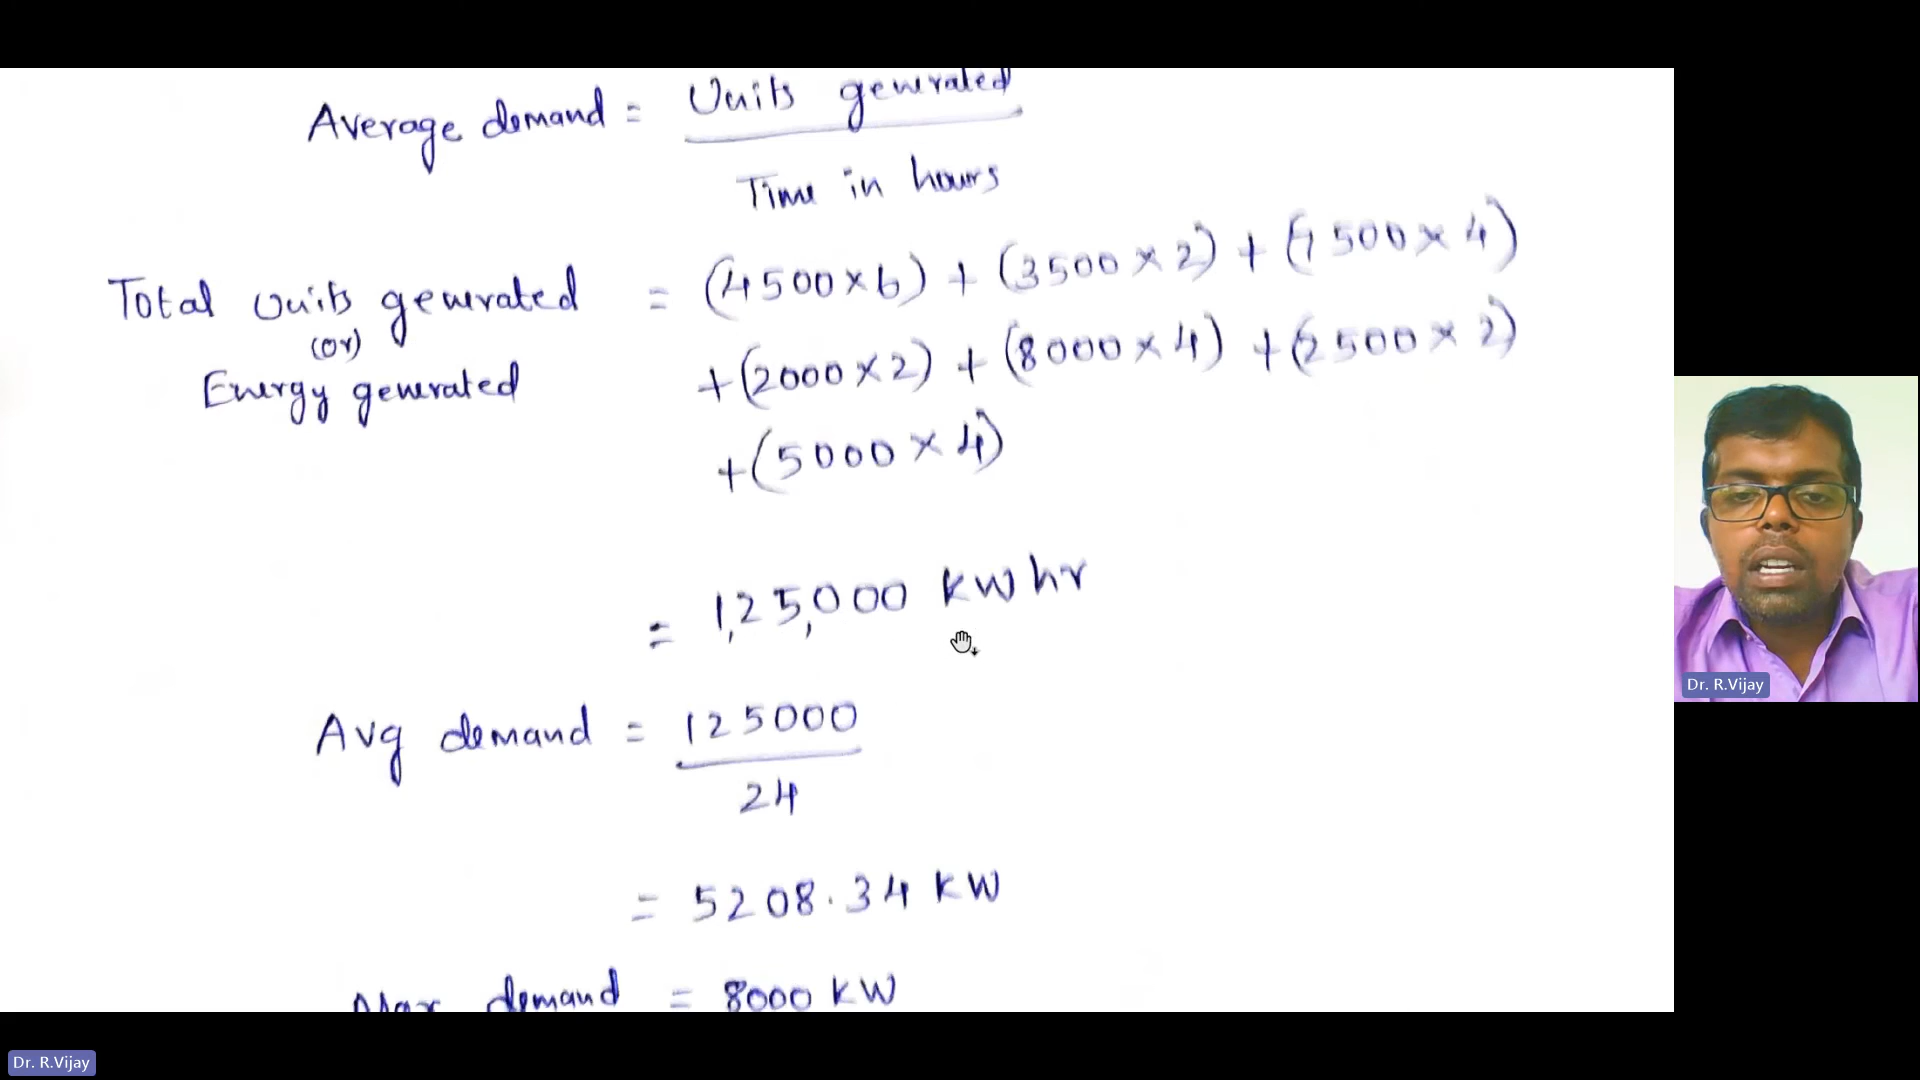 Average demand = Units generated
Time in hours
Total Units generated = (4500×6) + (3500×2) + (7500×4)
(or)
Energy generated +(2000×2) + (8000×4) + (2500×2)
+(5000×4)
= 1,25,000 KW hr
Avg demand = 125000
24
= 5208.34 KW
Max demand = 8000 KW
Dr. R.Vijay
Dr. R.Vijay